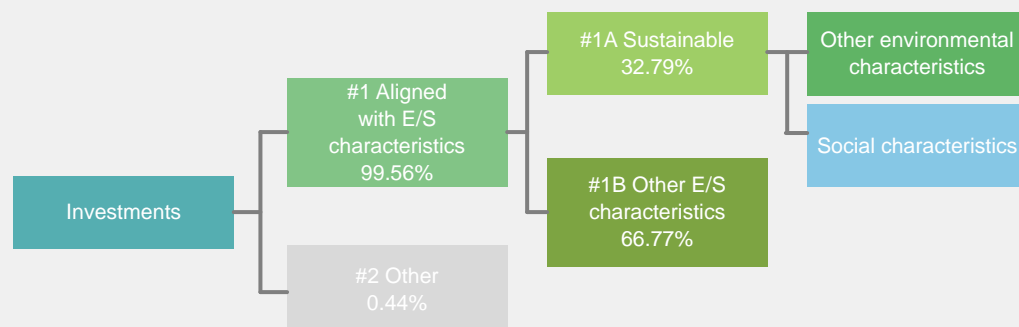 Investments
#1 Aligned
with E/S
characteristics
99.56%
#2 Other
0.44%
#1A Sustainable
32.79%
#1B Other E/S
characteristics
66.77%
Other environmental
characteristics
Social characteristics